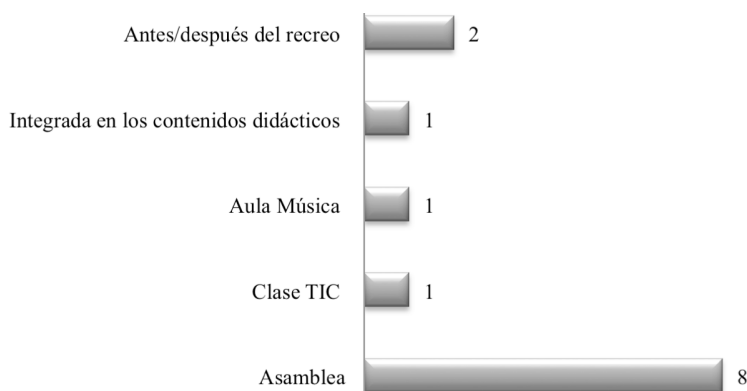 Antes/después del recreo 2
Integrada en los contenidos didácticos 1
Aula Música 1
Clase TIC 1
Asamblea 8